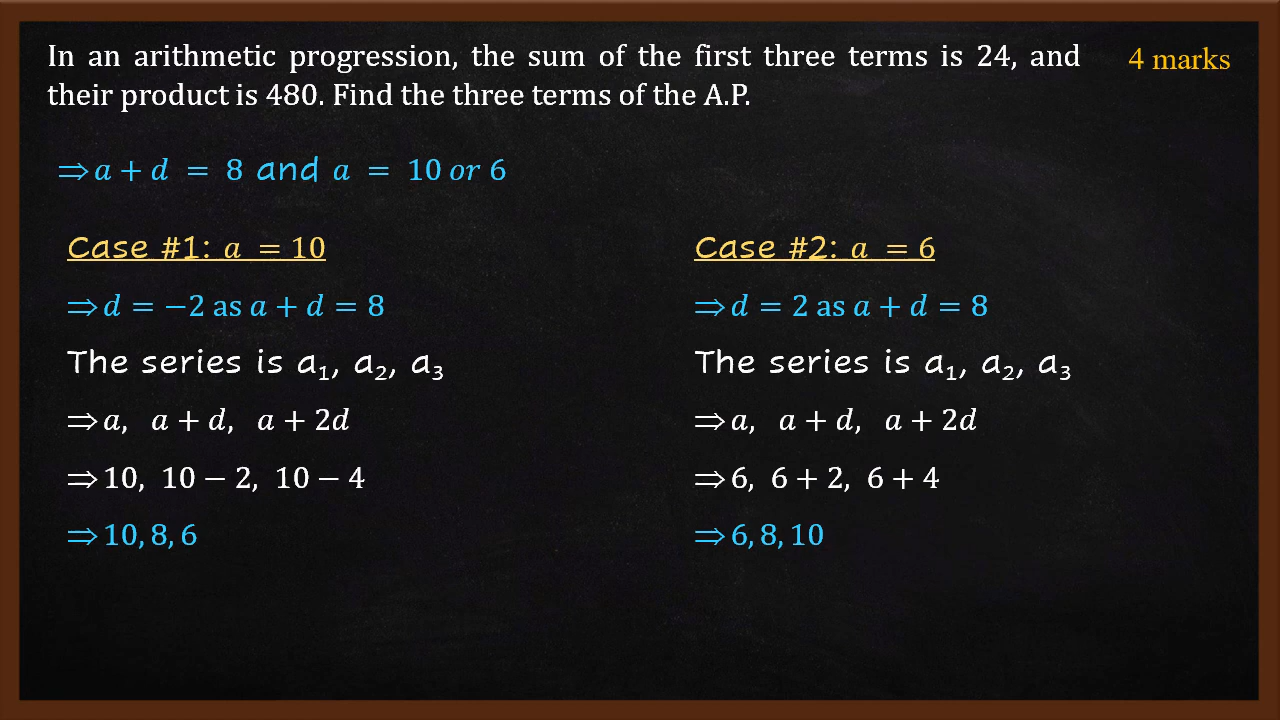 In an arithmetic progression, the sum of the first three terms is 24, and
their product is 480. Find the three terms of the A.P.
4 marks
⇒ a + d = 8 and a = 10 or 6
Case #1: a = 10
⇒ d = −2 as a + d = 8
The series is a₁, a₂, a₃
⇒ a, a + d, a + 2d
⇒ 10, 10 − 2, 10 − 4
⇒ 10, 8, 6
Case #2: a = 6
⇒ d = 2 as a + d = 8
The series is a₁, a₂, a₃
⇒ a, a + d, a + 2d
⇒ 6, 6 + 2, 6 + 4
⇒ 6, 8, 10